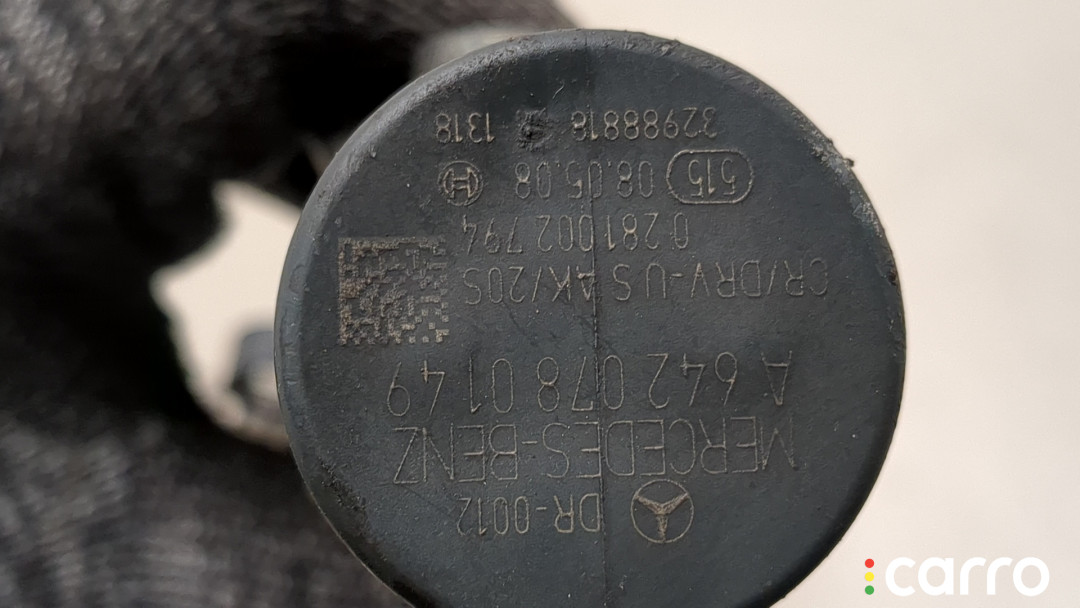 DR-0012
MERCEDES-BENZ
A 642 078 01 49
CR/DRV-U S AK/20S
0 281 002 794
515 08.05.08
32988818 1318
carro